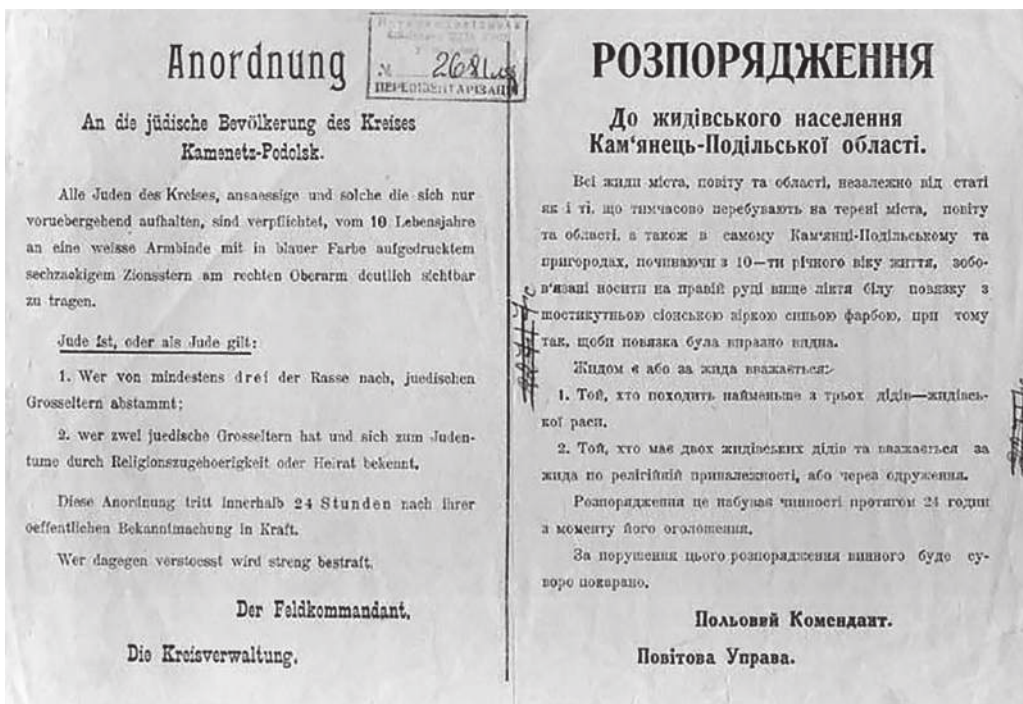 Anordnung
An die jüdische Bevölkerung des Kreises
Kamenetz-Podolsk.
Alle Juden des Kreises, ansaessige und solche die sich nur
voruebergehend aufhalten, sind verpflichtet, vom 10 Lebensjahre
an eine weisse Armbinde mit in blauer Farbe aufgedrucktem
sechzackigem Zionsstern am rechten Oberarm deutlich sichtbar
zu tragen.
Jude ist, oder als Jude gilt:
1. Wer von mindestens drei der Rasse nach, juedischen
Grosseltern abstammt;
2. wer zwei juedische Grosseltern hat und sich zum Juden-
tume durch Religionszugehoerigkeit oder Heirat bekennt.
Diese Anordnung tritt innerhalb 24 Stunden nach ihrer
oeffentlichen Bekanntmachung in Kraft.
Wer dagegen verstoesst wird streng bestraft.
Der Feldkommandant.
Die Kreisverwaltung.
№ 268
РОЗПОРЯДЖЕННЯ
До жидівського населення
Кам'янець-Подільської області.
Всі жиди міста, повіту та області, незалежно від статі
як і ті, що тимчасово перебувають на терені міста, повіту
та області, а також в самому Кам'янці-Подільському та
пригородах, починаючи з 10—ти річного віку життя, зобо-
в'язані носити на правій руці вище ліктя білу повязку з
шостикутньою сіонською зіркою синьою фарбою, при тому
так, щоби повязка була виразно видна.
Жидом є або за жида вважається:
1. Той, хто походить найменьше з трьох дідів—жидівсь-
кої раси.
2. Той, хто має двох жидівських дідів та вважається за
жида по релігійній приналежності, або через одруження.
Розпорядження це набуває чинності протягом 24 годин
з моменту його оголошення.
За порушення цього розпорядження винного буде су-
воро покарано.
Польовий Комендант.
Повітова Управа.